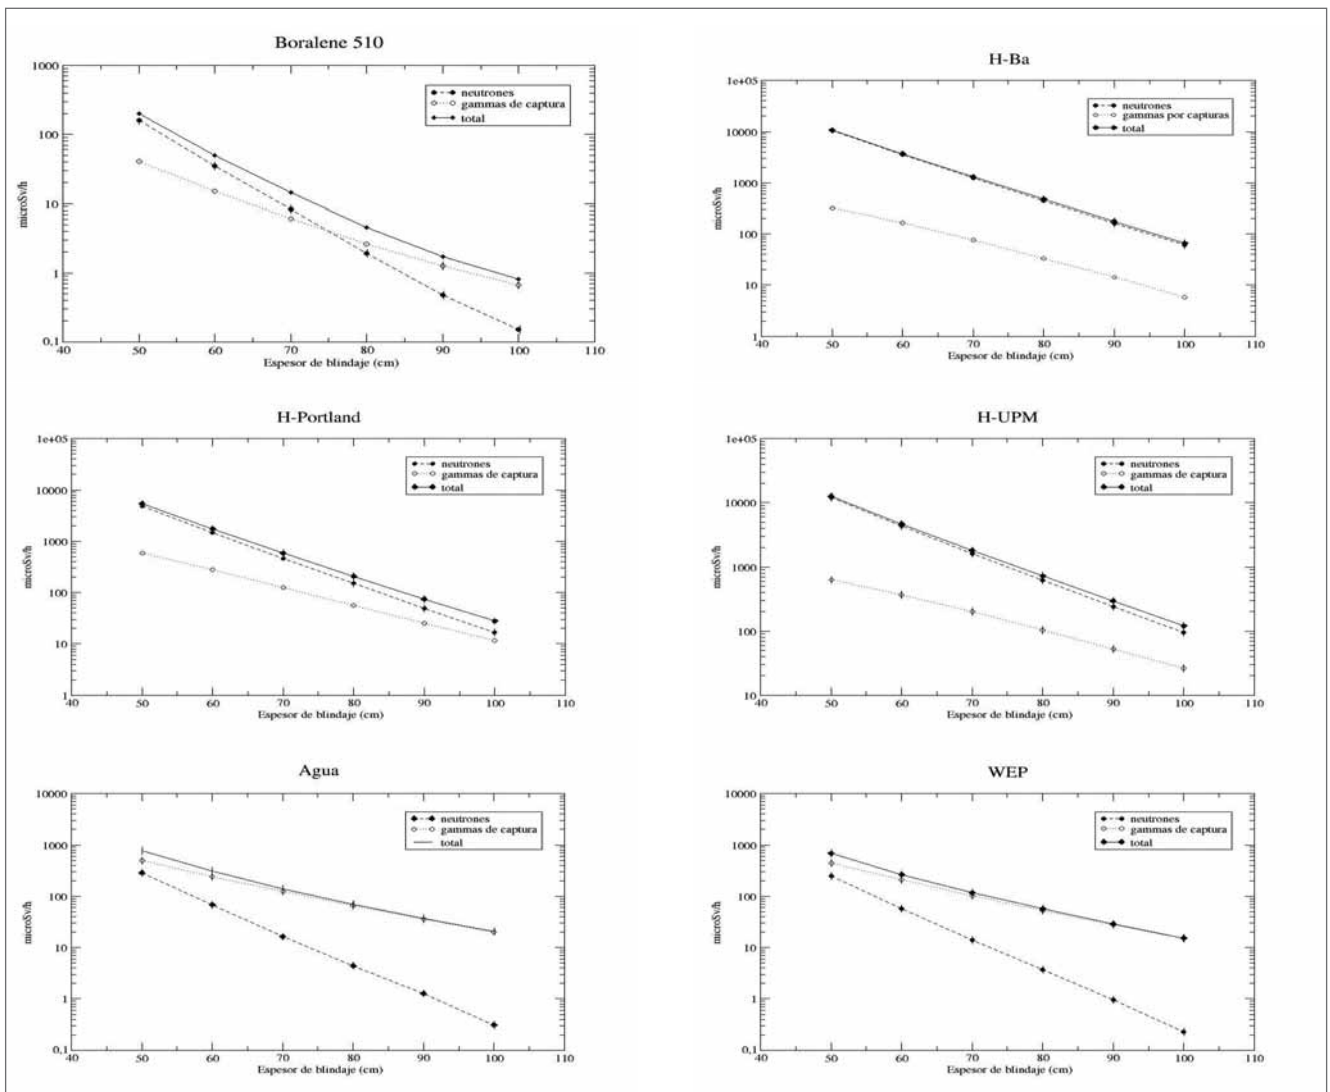 Boralene 510
1000
100
10
1
0,1
microSv/h
neutrones
gammas de captura
total
40 50 60 70 80 90 100 110
Espesor de blindaje (cm)
H-Ba
1e+05
10000
1000
100
10
1
microSv/h
neutrones
gammas por capturas
total
40 50 60 70 80 90 100 110
Espesor de blindaje (cm)
H-Portland
1e+05
10000
1000
100
10
1
microSv/h
neutrones
gammas de captura
total
40 50 60 70 80 90 100 110
Espesor de blindaje (cm)
H-UPM
1e+05
10000
1000
100
10
microSv/h
neutrones
gammas de captura
total
40 50 60 70 80 90 100 110
Espesor de blindaje (cm)
Agua
10000
1000
100
10
1
0,1
microSv/h
neutrones
gammas de captura
total
40 50 60 70 80 90 100 110
Espesor de blindaje (cm)
WEP
10000
1000
100
10
1
0,1
microSv/h
neutrones
gammas de captura
total
40 50 60 70 80 90 100 110
Espesor de blindaje (cm)